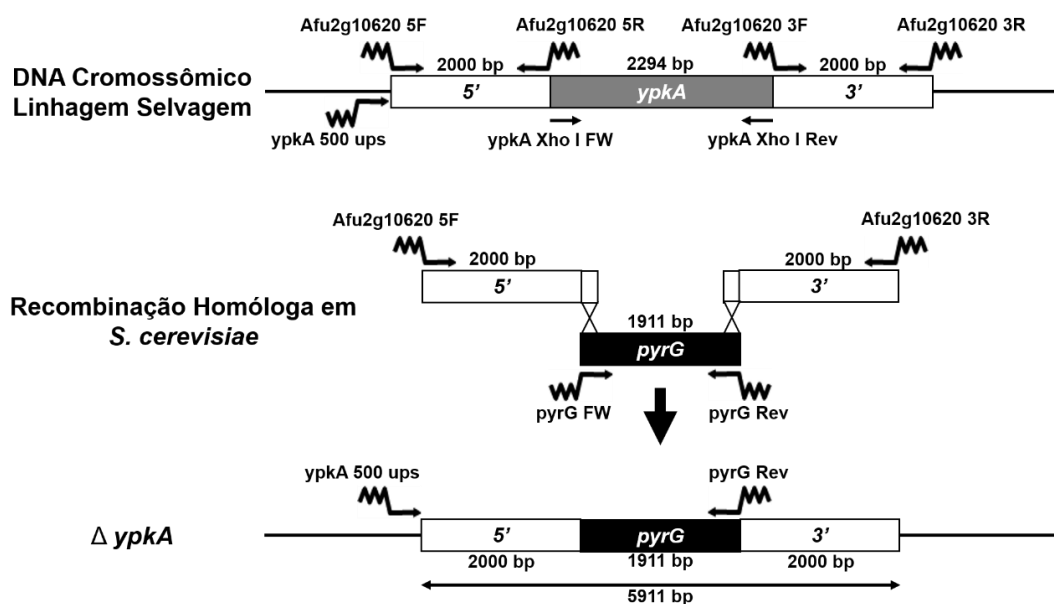 Afu2g10620 5F
Afu2g10620 5R
Afu2g10620 3F
Afu2g10620 3R
DNA Cromossômico
Linhagem Selvagem
2000 bp
2294 bp
2000 bp
5’
ypkA
3’
ypkA 500 ups
ypkA Xho I FW
ypkA Xho I Rev
Afu2g10620 5F
Afu2g10620 3R
2000 bp
2000 bp
5’
3’
Recombinação Homóloga em
S. cerevisiae
1911 bp
pyrG
pyrG FW
pyrG Rev
ypkA 500 ups
pyrG Rev
Δ ypkA
5’
pyrG
3’
2000 bp
1911 bp
2000 bp
5911 bp